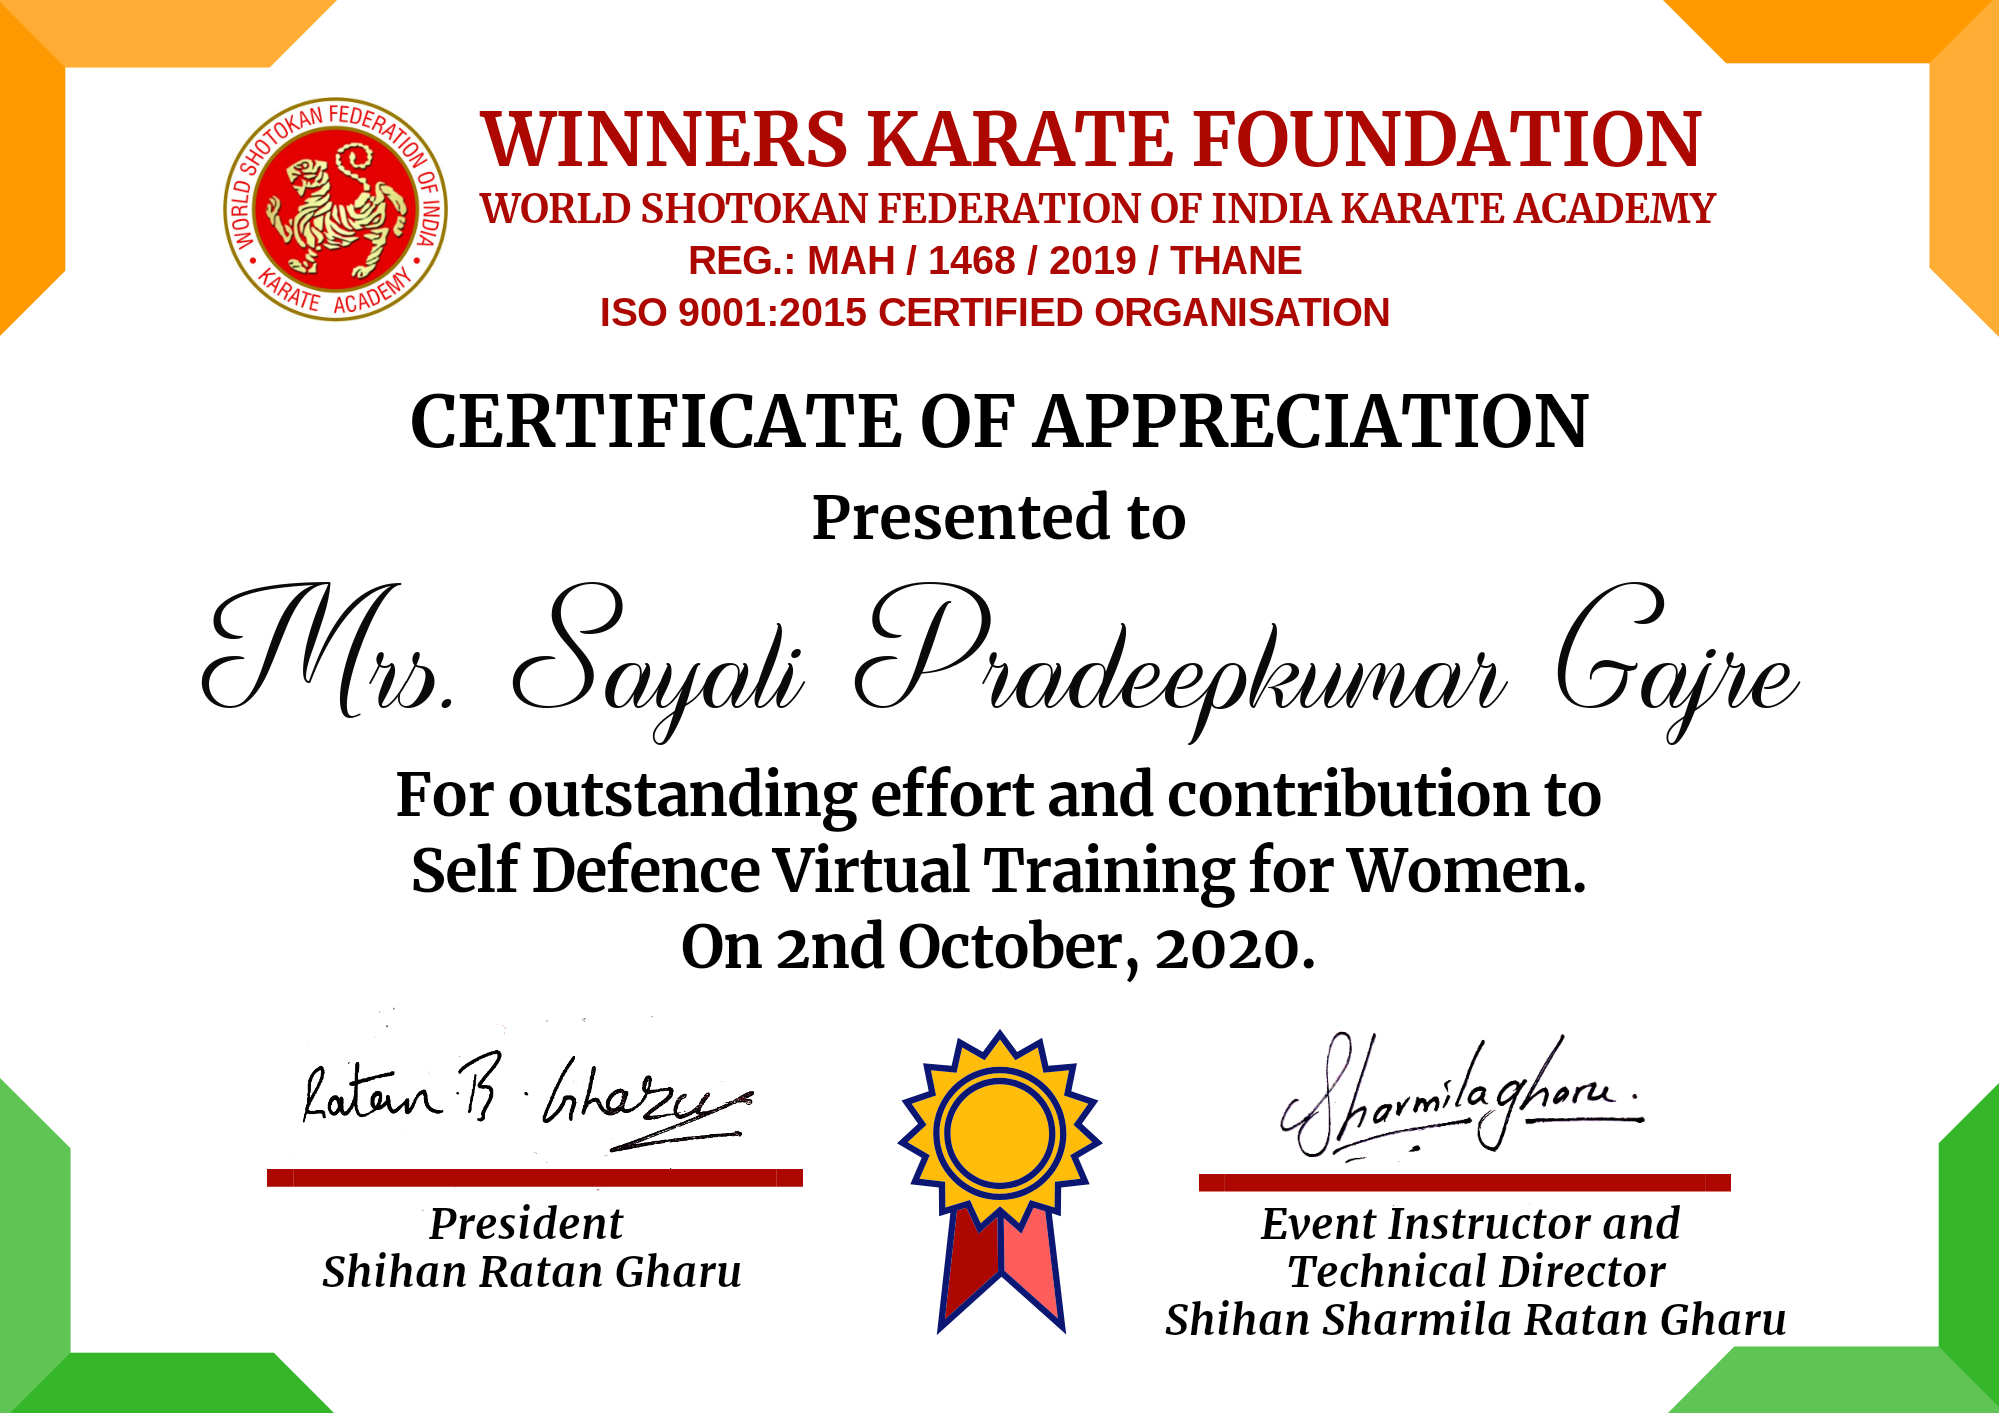 WORLD SHOTOKAN FEDERATION OF INDIA
• KARATE ACADEMY •
WINNERS KARATE FOUNDATION
WORLD SHOTOKAN FEDERATION OF INDIA KARATE ACADEMY
REG.: MAH / 1468 / 2019 / THANE
ISO 9001:2015 CERTIFIED ORGANISATION
CERTIFICATE OF APPRECIATION
Presented to
Mrs. Sayali Pradeepkumar Gajre
For outstanding effort and contribution to
Self Defence Virtual Training for Women.
On 2nd October, 2020.
Ratan B. Gharu
President
Shihan Ratan Gharu
Sharmilagharu.
Event Instructor and
Technical Director
Shihan Sharmila Ratan Gharu